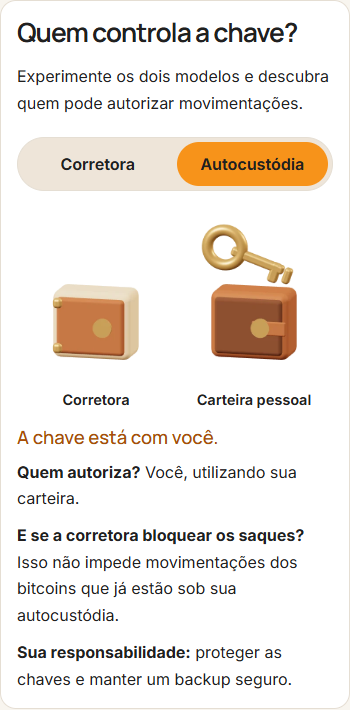 Quem controla a chave?
Experimente os dois modelos e descubra
quem pode autorizar movimentações.
Corretora
Autocustódia
Corretora
Carteira pessoal
A chave está com você.
Quem autoriza? Você, utilizando sua
carteira.
E se a corretora bloquear os saques?
Isso não impede movimentações dos
bitcoins que já estão sob sua
autocustódia.
Sua responsabilidade: proteger as
chaves e manter um backup seguro.